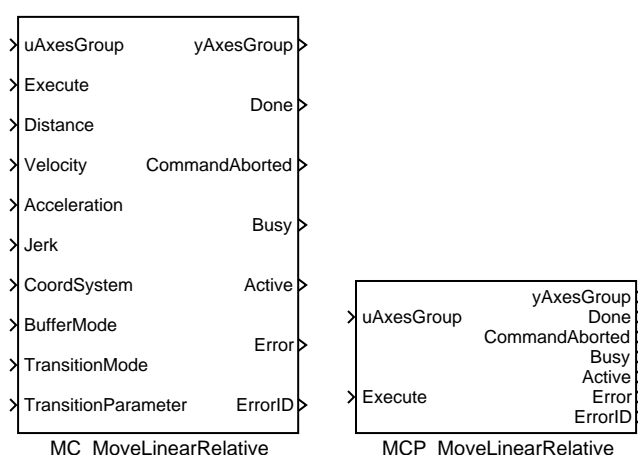 uAxesGroup
Execute
Distance
Velocity
Acceleration
Jerk
CoordSystem
BufferMode
TransitionMode
TransitionParameter
yAxesGroup
Done
CommandAborted
Busy
Active
Error
ErrorID
MC_MoveLinearRelative
uAxesGroup
Execute
yAxesGroup
Done
CommandAborted
Busy
Active
Error
ErrorID
MCP_MoveLinearRelative